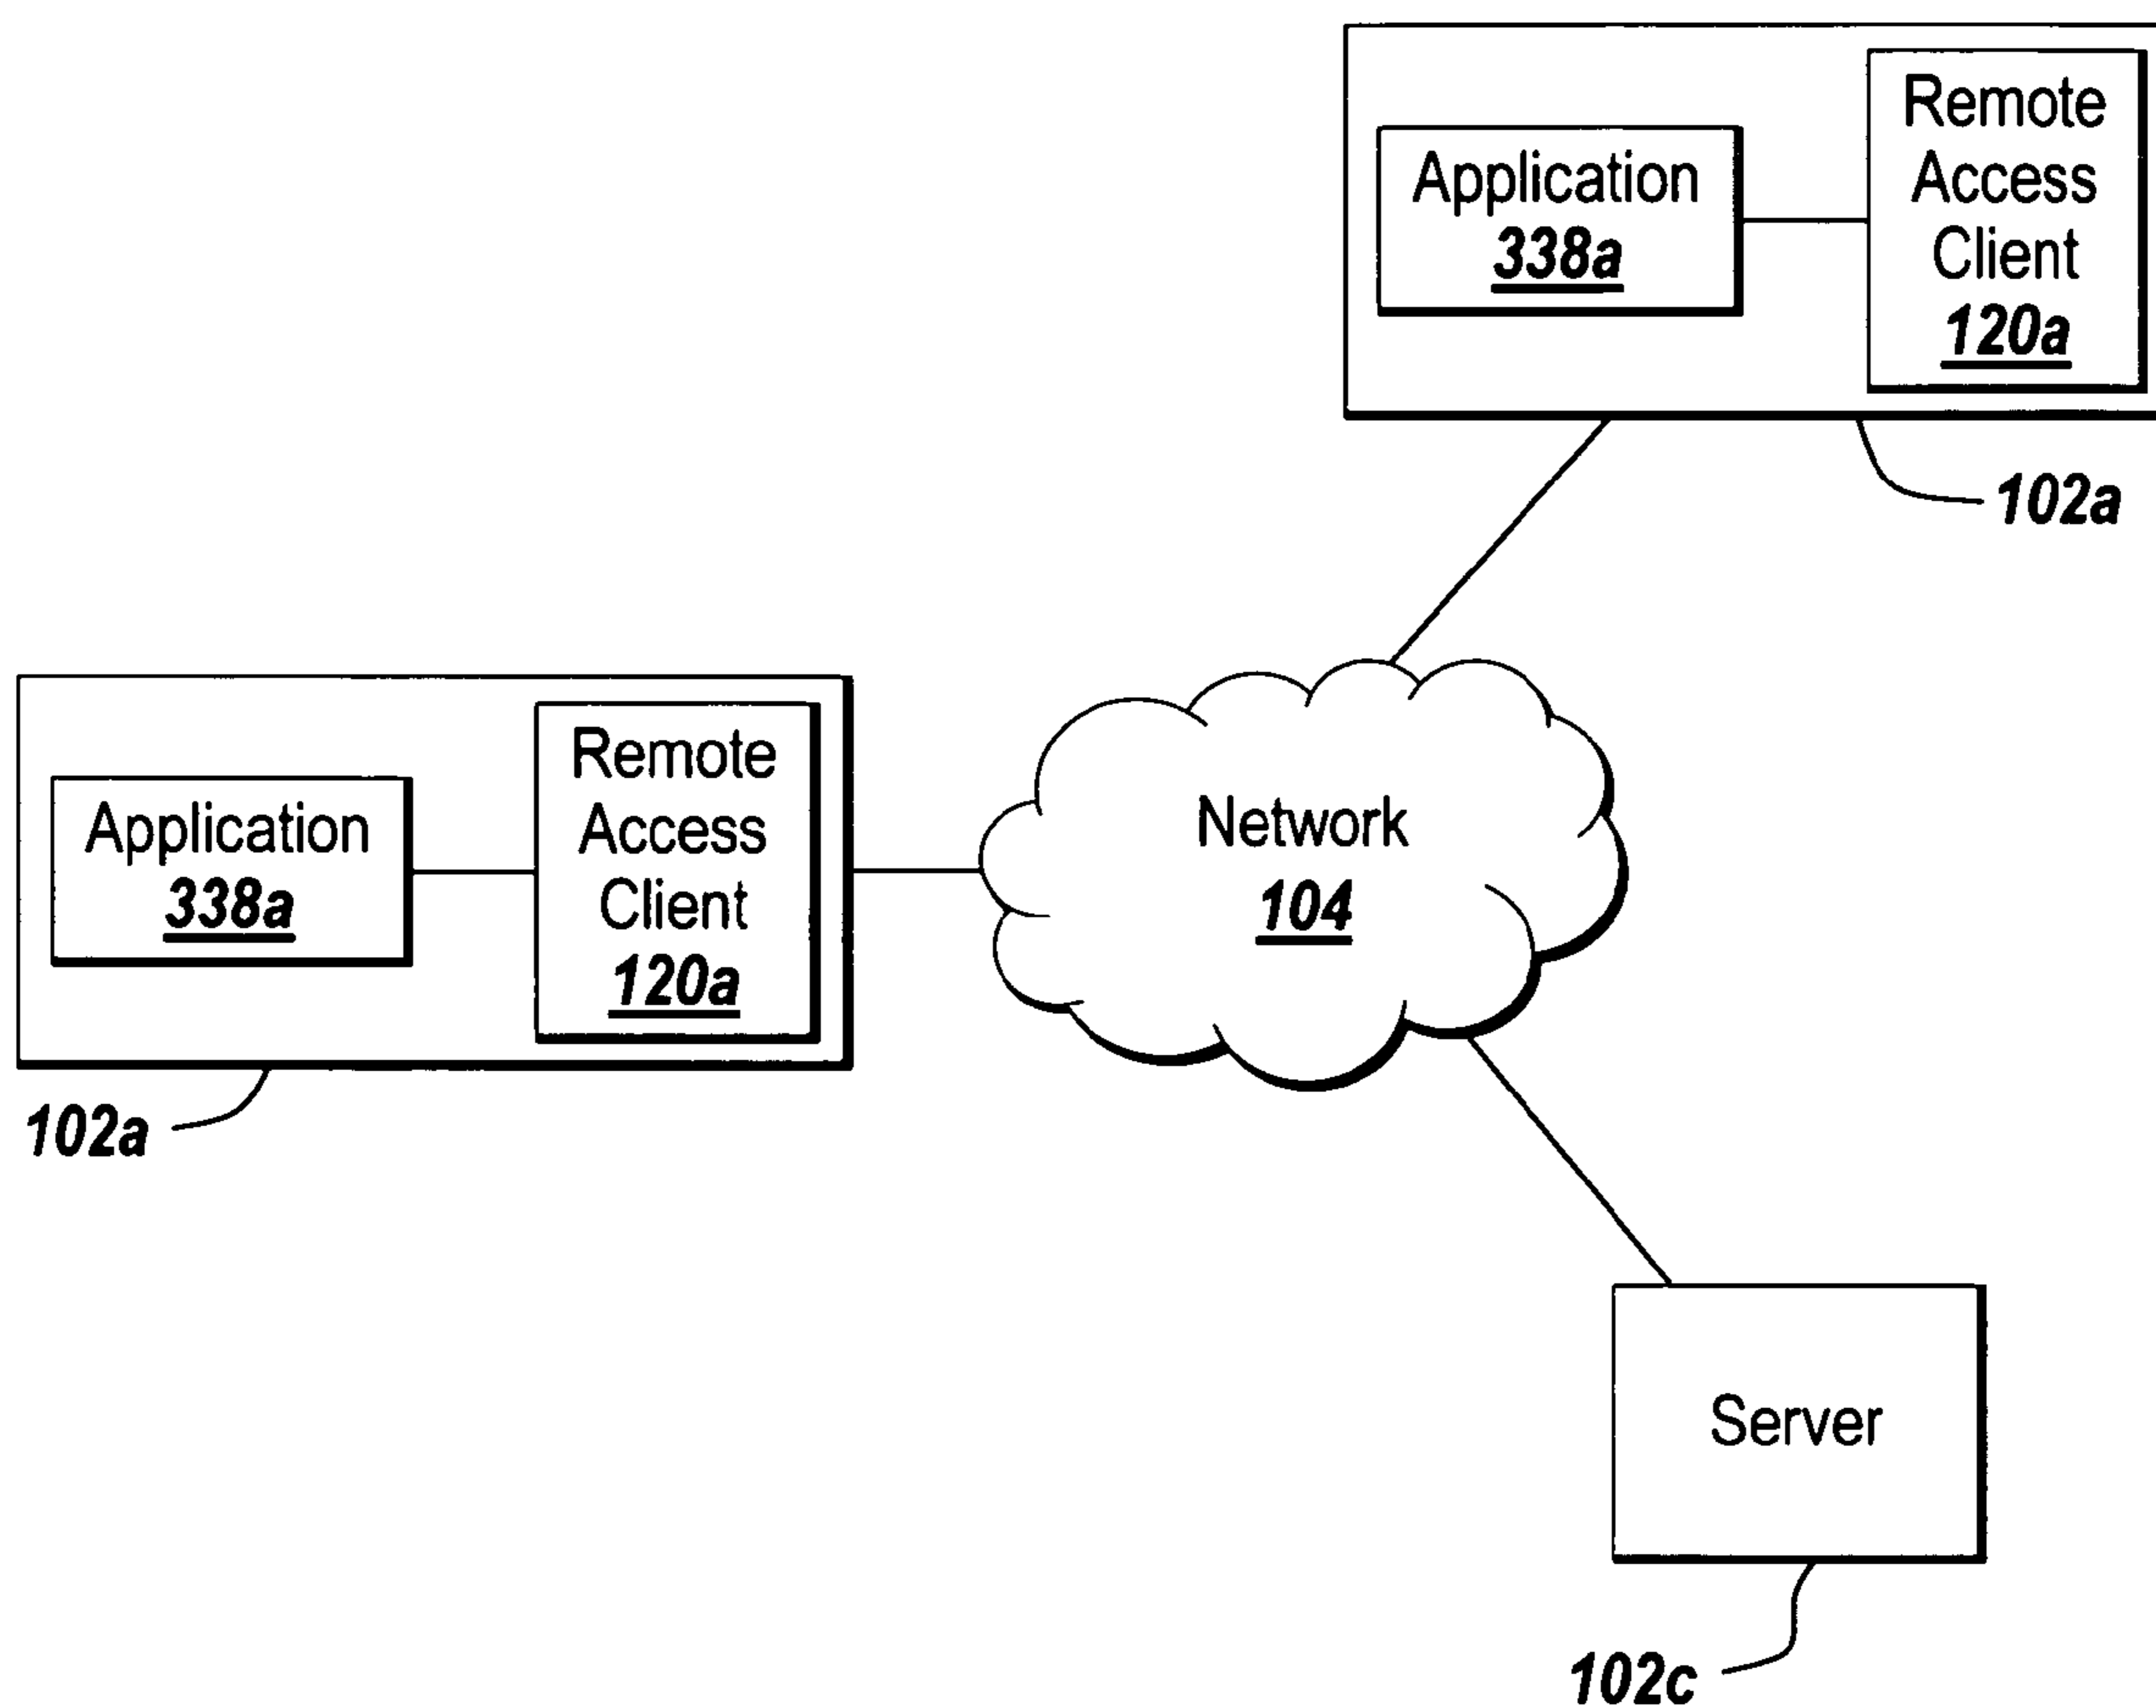 Application
338a
Remote
Access
Client
120a
102a
Application
338a
Remote
Access
Client
120a
102a
Network
104
Server
102c